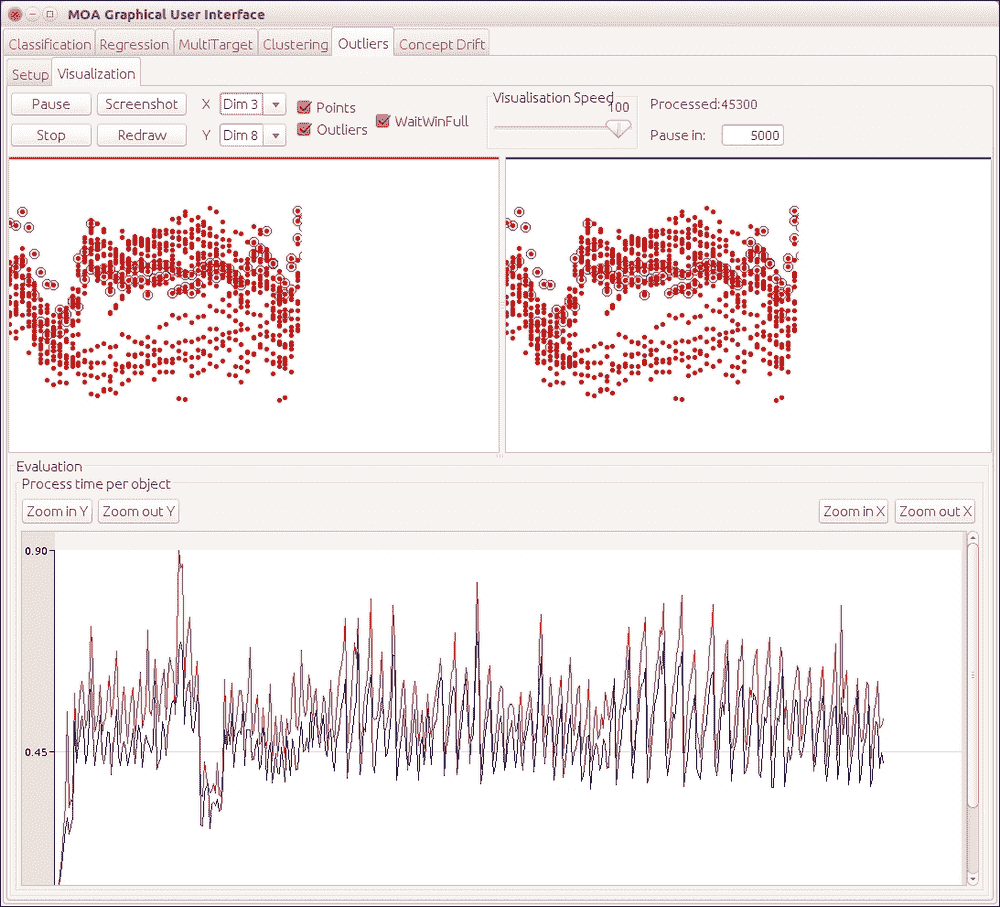 MOA Graphical User Interface
Classification Regression MultiTarget Clustering Outliers Concept Drift
Setup Visualization
Pause Screenshot X Dim 3 Points WaitWinFull Visualisation Speed 100 Processed:45300
Stop Redraw Y Dim 8 Outliers Pause in: 5000
Evaluation
Process time per object
Zoom in Y Zoom out Y Zoom in X Zoom out X
0.90
0.45